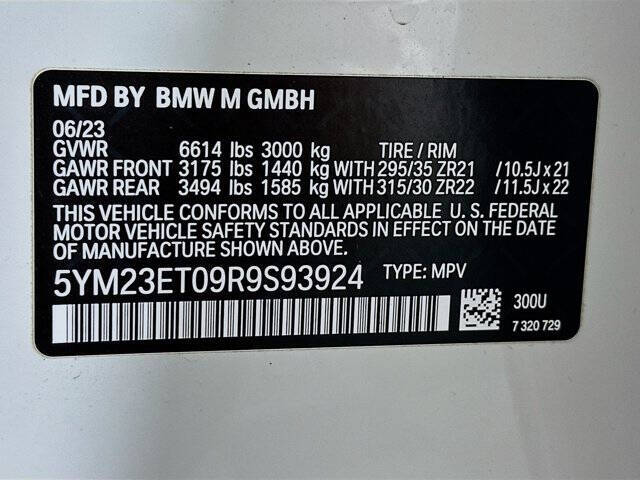 MFD BY BMW M GMBH
06/23
GVWR 6614 lbs 3000 kg TIRE / RIM
GAWR FRONT 3175 lbs 1440 kg WITH 295/35 ZR21 /10.5J x 21
GAWR REAR 3494 lbs 1585 kg WITH 315/30 ZR22 /11.5J x 22
THIS VEHICLE CONFORMS TO ALL APPLICABLE U. S. FEDERAL
MOTOR VEHICLE SAFETY STANDARDS IN EFFECT ON THE DATE
OF MANUFACTURE SHOWN ABOVE.
5YM23ET09R9S93924 TYPE: MPV
300U
7 320 729